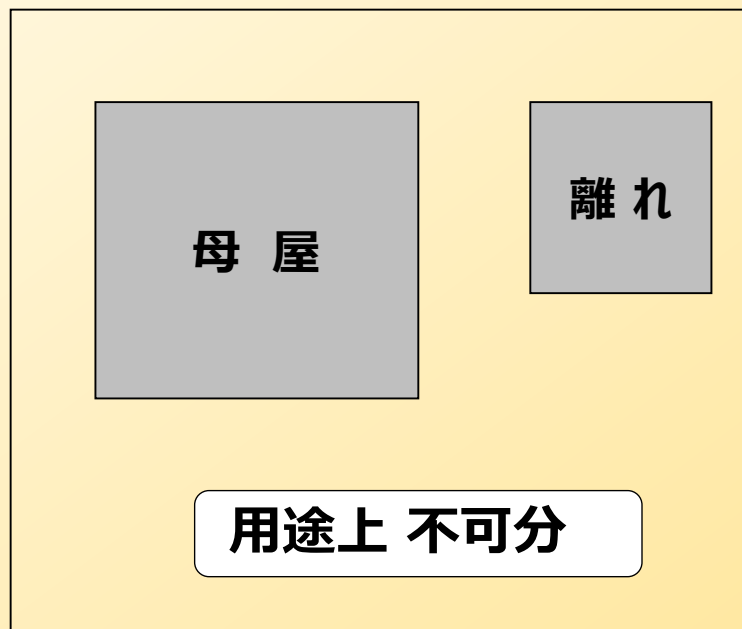 母 屋
離 れ
用途上 不可分